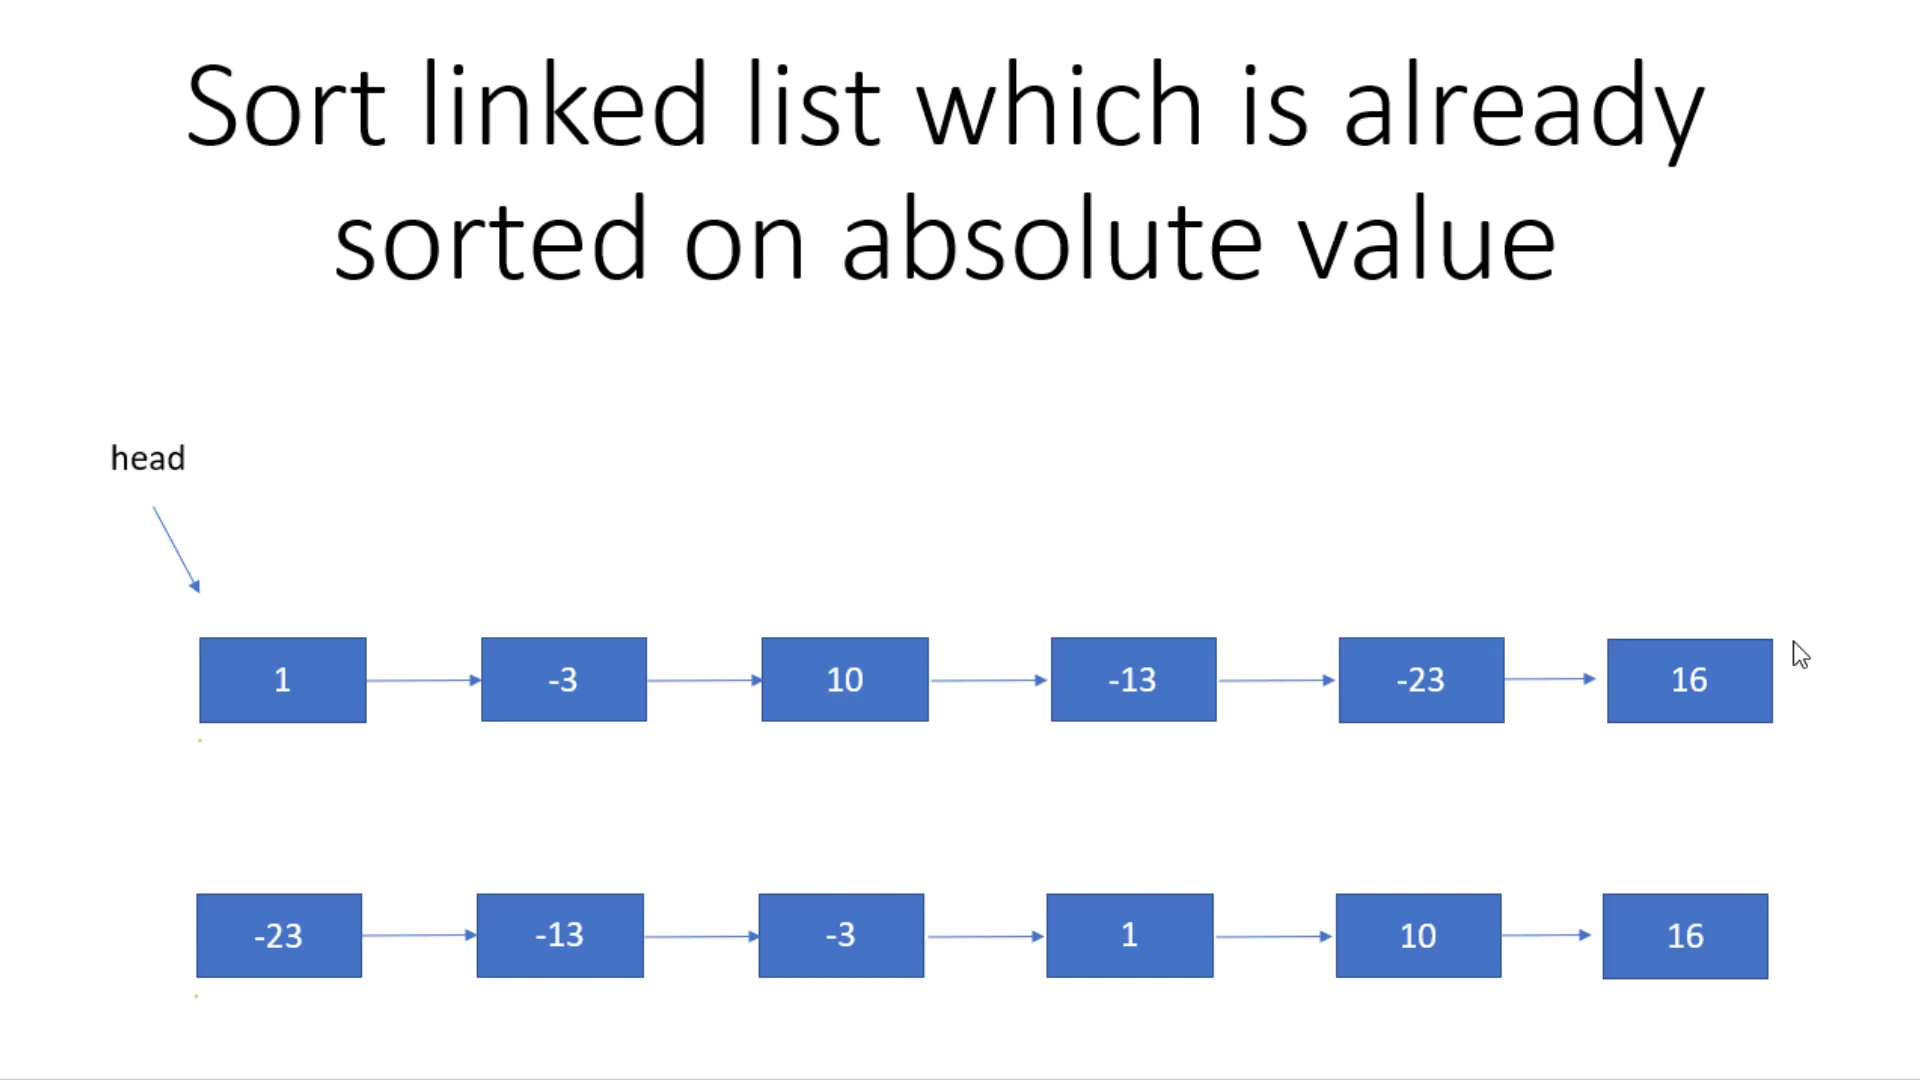 Sort linked list which is already
sorted on absolute value
head
1 -3 10 -13 -23 16
-23 -13 -3 1 10 16